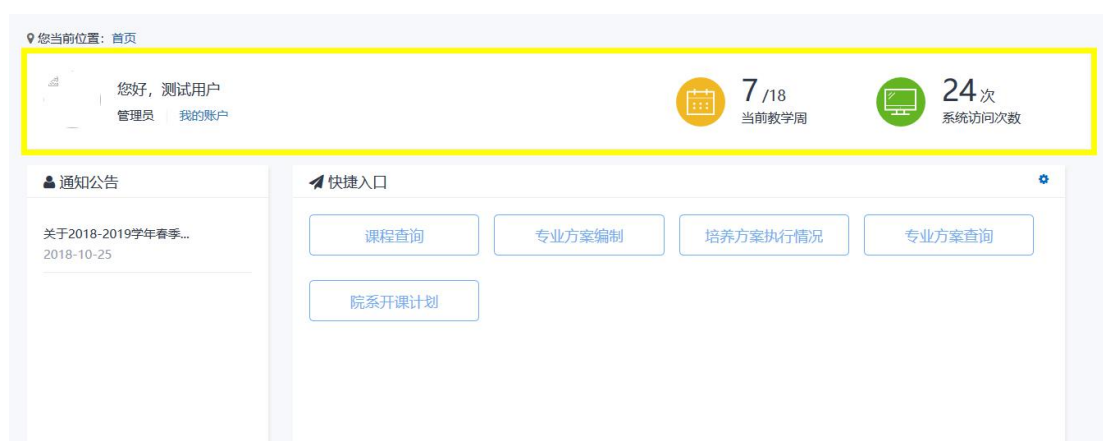 您当前位置：首页
您好，测试用户
管理员 我的账户
7 /18
当前教学周
24 次
系统访问次数
通知公告
关于2018-2019学年春季...
2018-10-25
快捷入口
课程查询 专业方案编制 培养方案执行情况 专业方案查询
院系开课计划